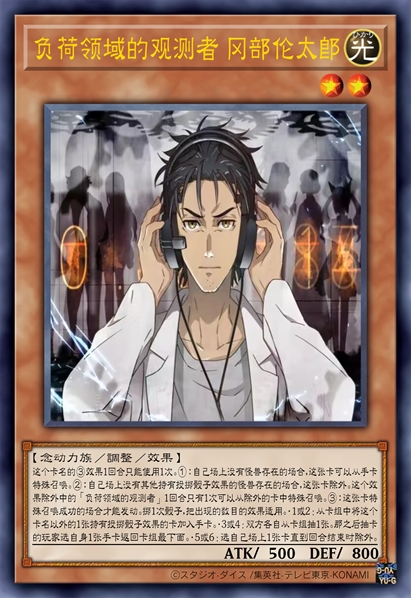 负荷领域的观测者 冈部伦太郎
ひかり
光
【念动力族／調整／效果】
这个卡名的③效果1回合只能使用1次。①：自己场上没有怪兽存在的场合，这张卡可以从手卡
特殊召唤。②：自己场上没有其他持有投掷骰子效果的怪兽存在的场合，这张卡除外。这个效
果除外中的「负荷领域的观测者」1回合只有1次可以从除外的卡中特殊召唤。③：这张卡特
殊召唤成功的场合才能发动。掷1次骰子，把出现的数目的效果适用。·1或2：从卡组中将这个
卡名以外的1张持有投掷骰子效果的卡加入手卡。·3或4：双方各自从卡组抽1张。那之后抽卡
的玩家选自身1张手卡返回卡组最下面。·5或6：选自己场上1张卡直到回合结束时除外。
ATK/ 500 DEF/ 800
©スタジオ・ダイス /集英社・テレビ東京・KONAMI